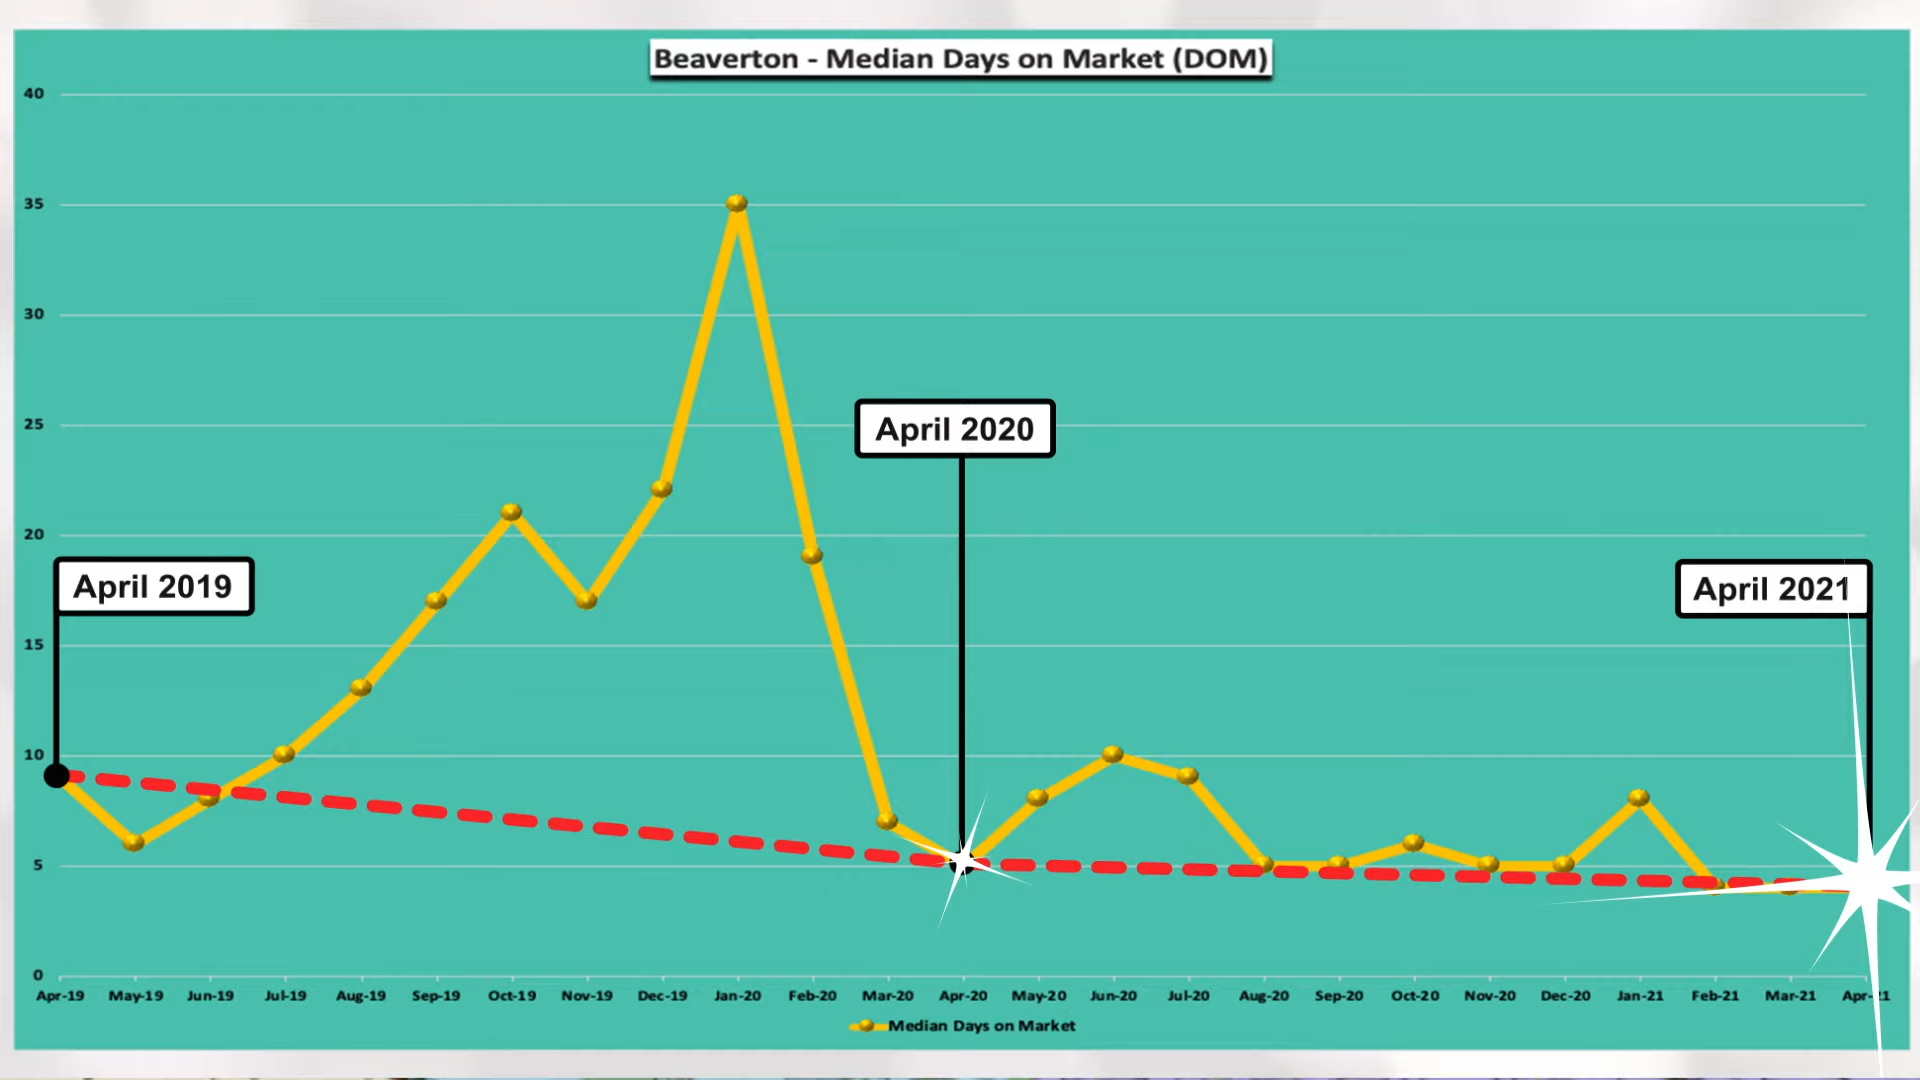 Beaverton - Median Days on Market (DOM)
40
35
30
25
20
15
10
5
0
April 2019
April 2020
April 2021
Apr-19 May-19 Jun-19 Jul-19 Aug-19 Sep-19 Oct-19 Nov-19 Dec-19 Jan-20 Feb-20 Mar-20 Apr-20 May-20 Jun-20 Jul-20 Aug-20 Sep-20 Oct-20 Nov-20 Dec-20 Jan-21 Feb-21 Mar-21 Apr-21
Median Days on Market